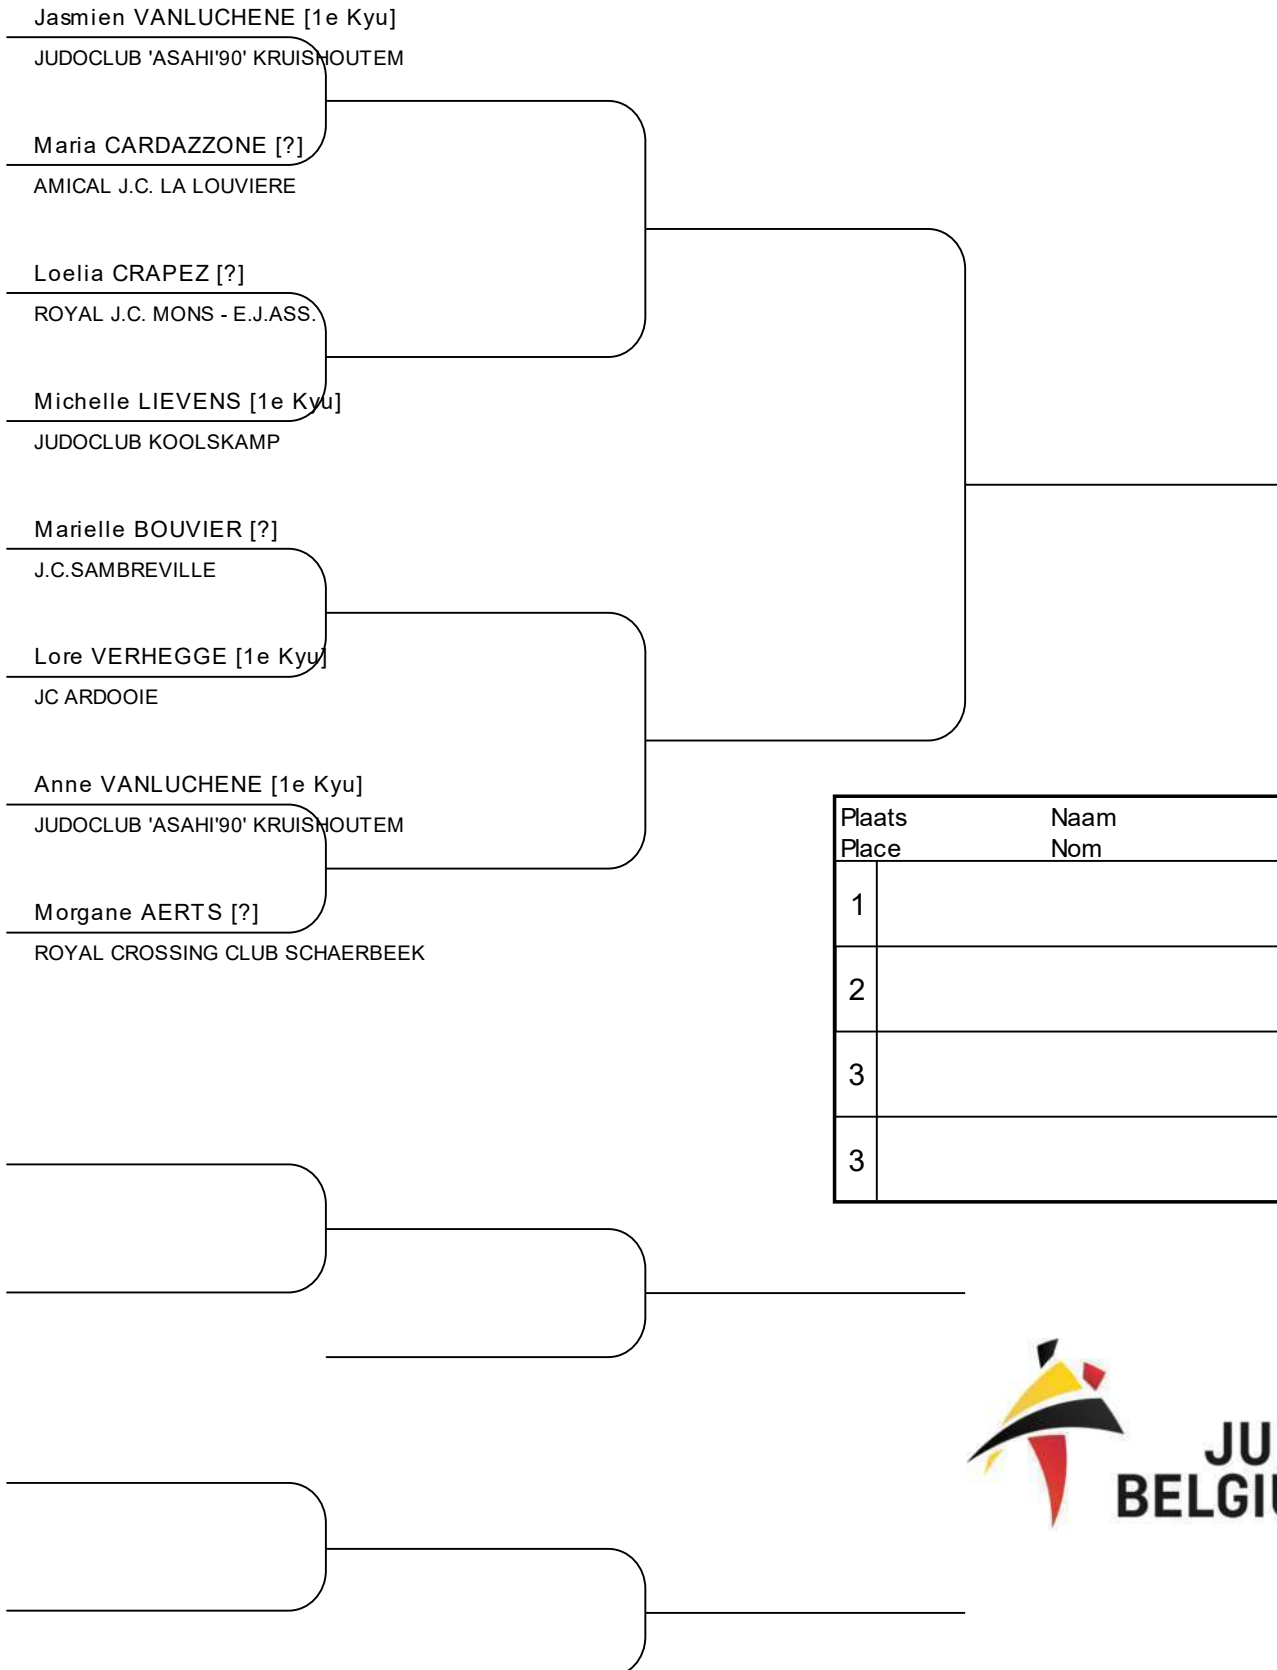 Jasmien VANLUCHENE [1e Kyu]
JUDOCLUB 'ASAHI'90' KRUISHOUTEM
Maria CARDAZZONE [?]
AMICAL J.C. LA LOUVIERE
Loelia CRAPEZ [?]
ROYAL J.C. MONS - E.J.ASS.
Michelle LIEVENS [1e Kyu]
JUDOCLUB KOOLSKAMP
Marielle BOUVIER [?]
J.C.SAMBREVILLE
Lore VERHEGGE [1e Kyu]
JC ARDOOIE
Anne VANLUCHENE [1e Kyu]
JUDOCLUB 'ASAHI'90' KRUISHOUTEM
Morgane AERTS [?]
ROYAL CROSSING CLUB SCHAERBEEK
Plaats Naam
Place Nom
1
2
3
3
JU
BELGIU